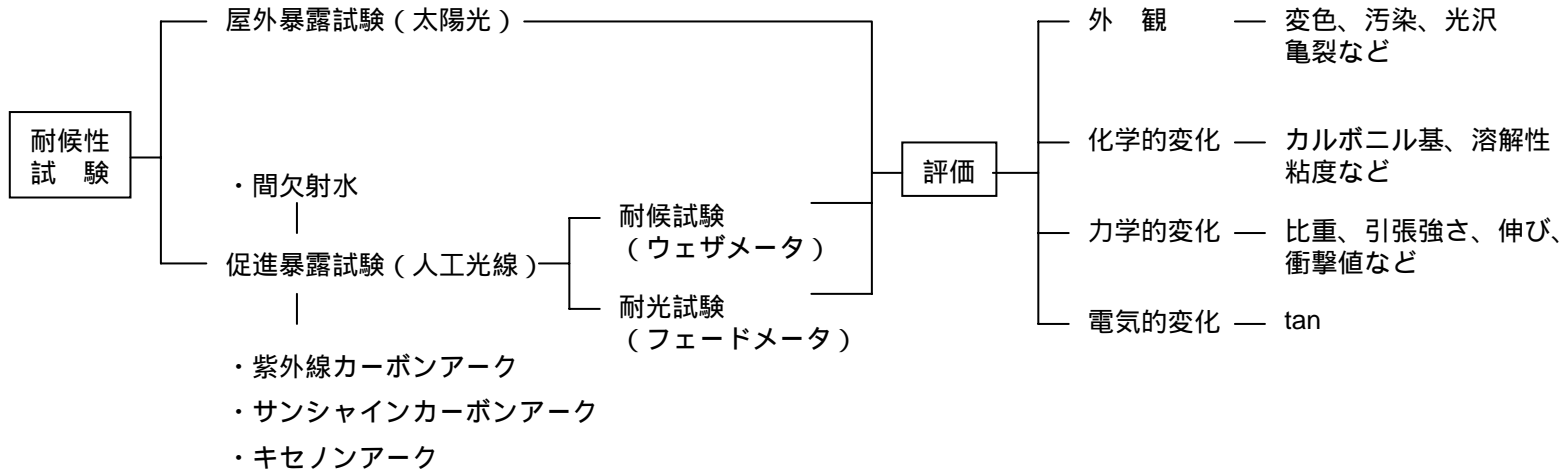 耐候性
試　験
屋外暴露試験（太陽光）
・間欠射水
促進暴露試験（人工光線）
・紫外線カーボンアーク
・サンシャインカーボンアーク
・キセノンアーク
耐候試験
（ウェザメータ）
耐光試験
（フェードメータ）
評価
外　観
変色、汚染、光沢
亀裂など
化学的変化
カルボニル基、溶解性
粘度など
力学的変化
比重、引張強さ、伸び、
衝撃値など
電気的変化
tan